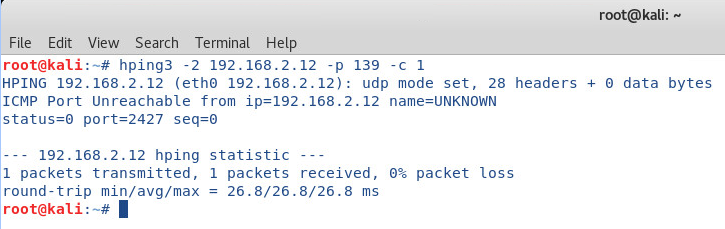 root@kali: ~
File Edit View Search Terminal Help
root@kali:~# hping3 -2 192.168.2.12 -p 139 -c 1
HPING 192.168.2.12 (eth0 192.168.2.12): udp mode set, 28 headers + 0 data bytes
ICMP Port Unreachable from ip=192.168.2.12 name=UNKNOWN
status=0 port=2427 seq=0
--- 192.168.2.12 hping statistic ---
1 packets transmitted, 1 packets received, 0% packet loss
round-trip min/avg/max = 26.8/26.8/26.8 ms
root@kali:~#